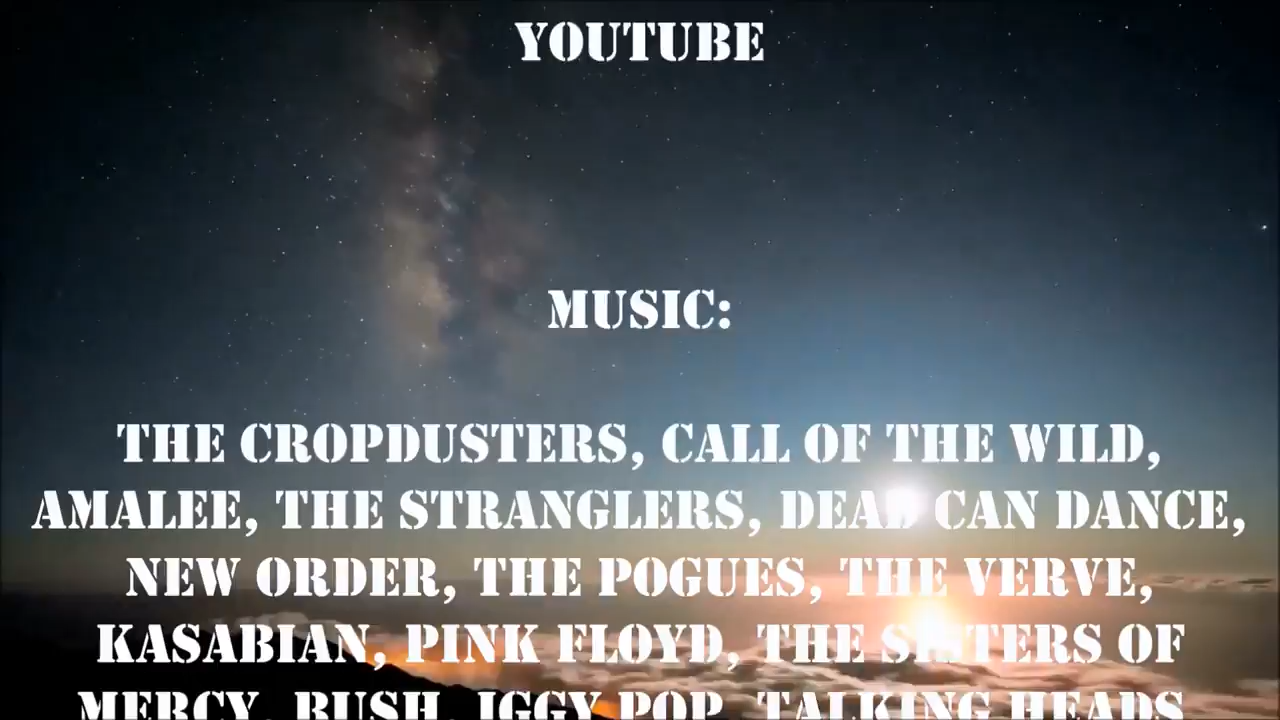 YOUTUBE
MUSIC:
THE CROPDUSTERS, CALL OF THE WILD,
AMALEE, THE STRANGLERS, DEAD CAN DANCE,
NEW ORDER, THE POGUES, THE VERVE,
KASABIAN, PINK FLOYD, THE SISTERS OF
MERCY, BUSH, IGGY POP, TALKING HEADS